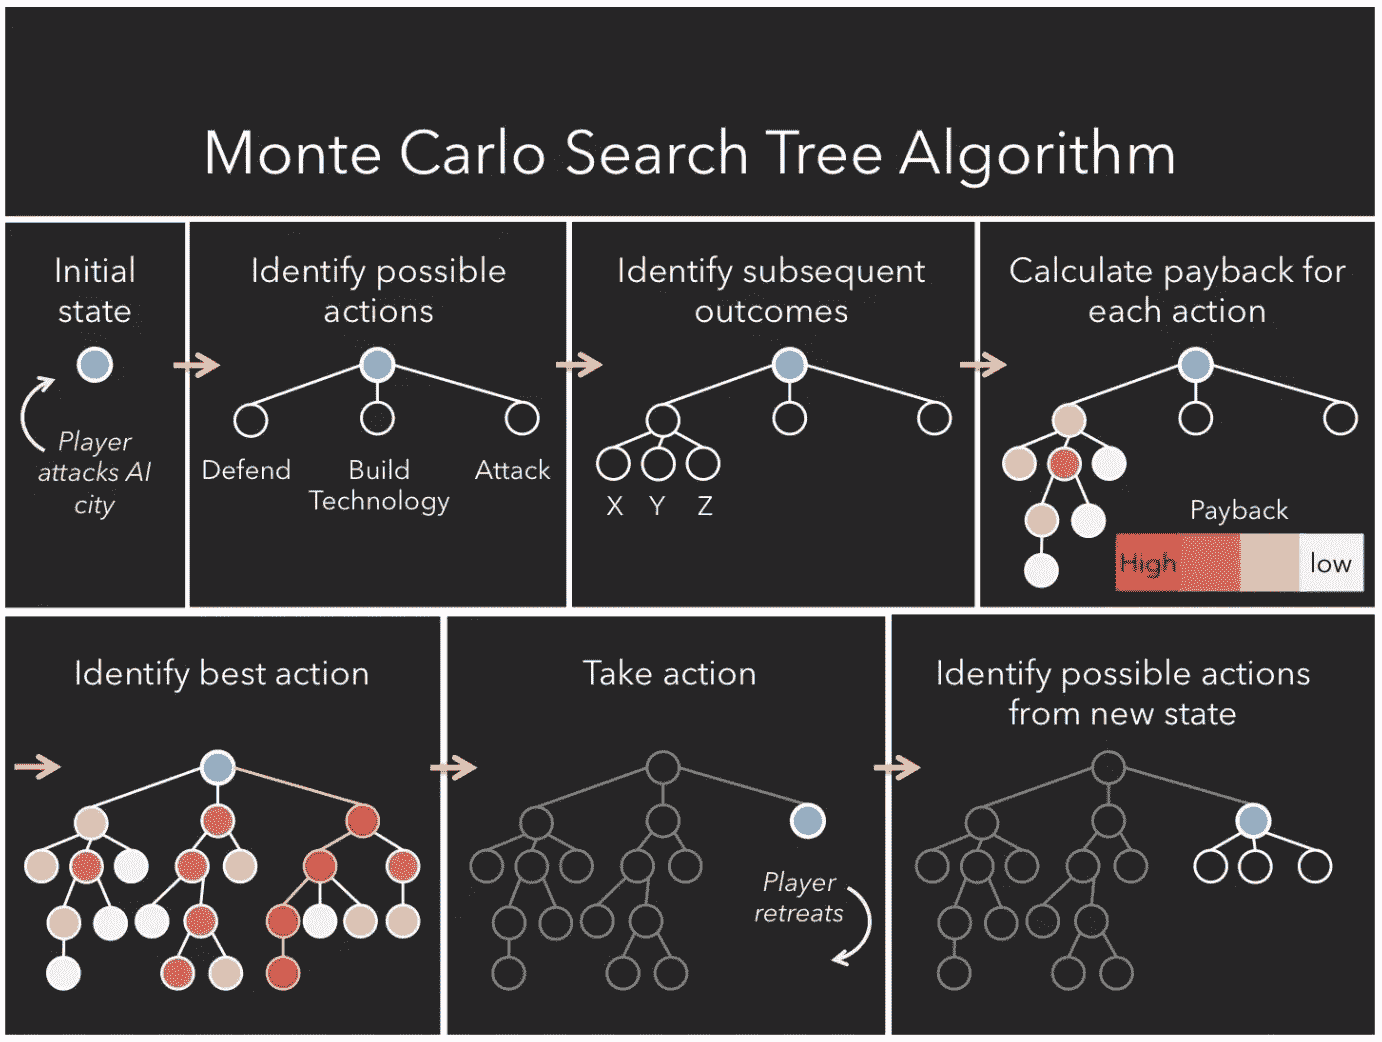 Monte Carlo Search Tree Algorithm
Initial
state
Player
attacks AI
city
Identify possible
actions
Defend
Build
Technology
Attack
Identify subsequent
outcomes
X Y Z
Calculate payback for
each action
Payback
High low
Identify best action
Take action
Player
retreats
Identify possible actions
from new state